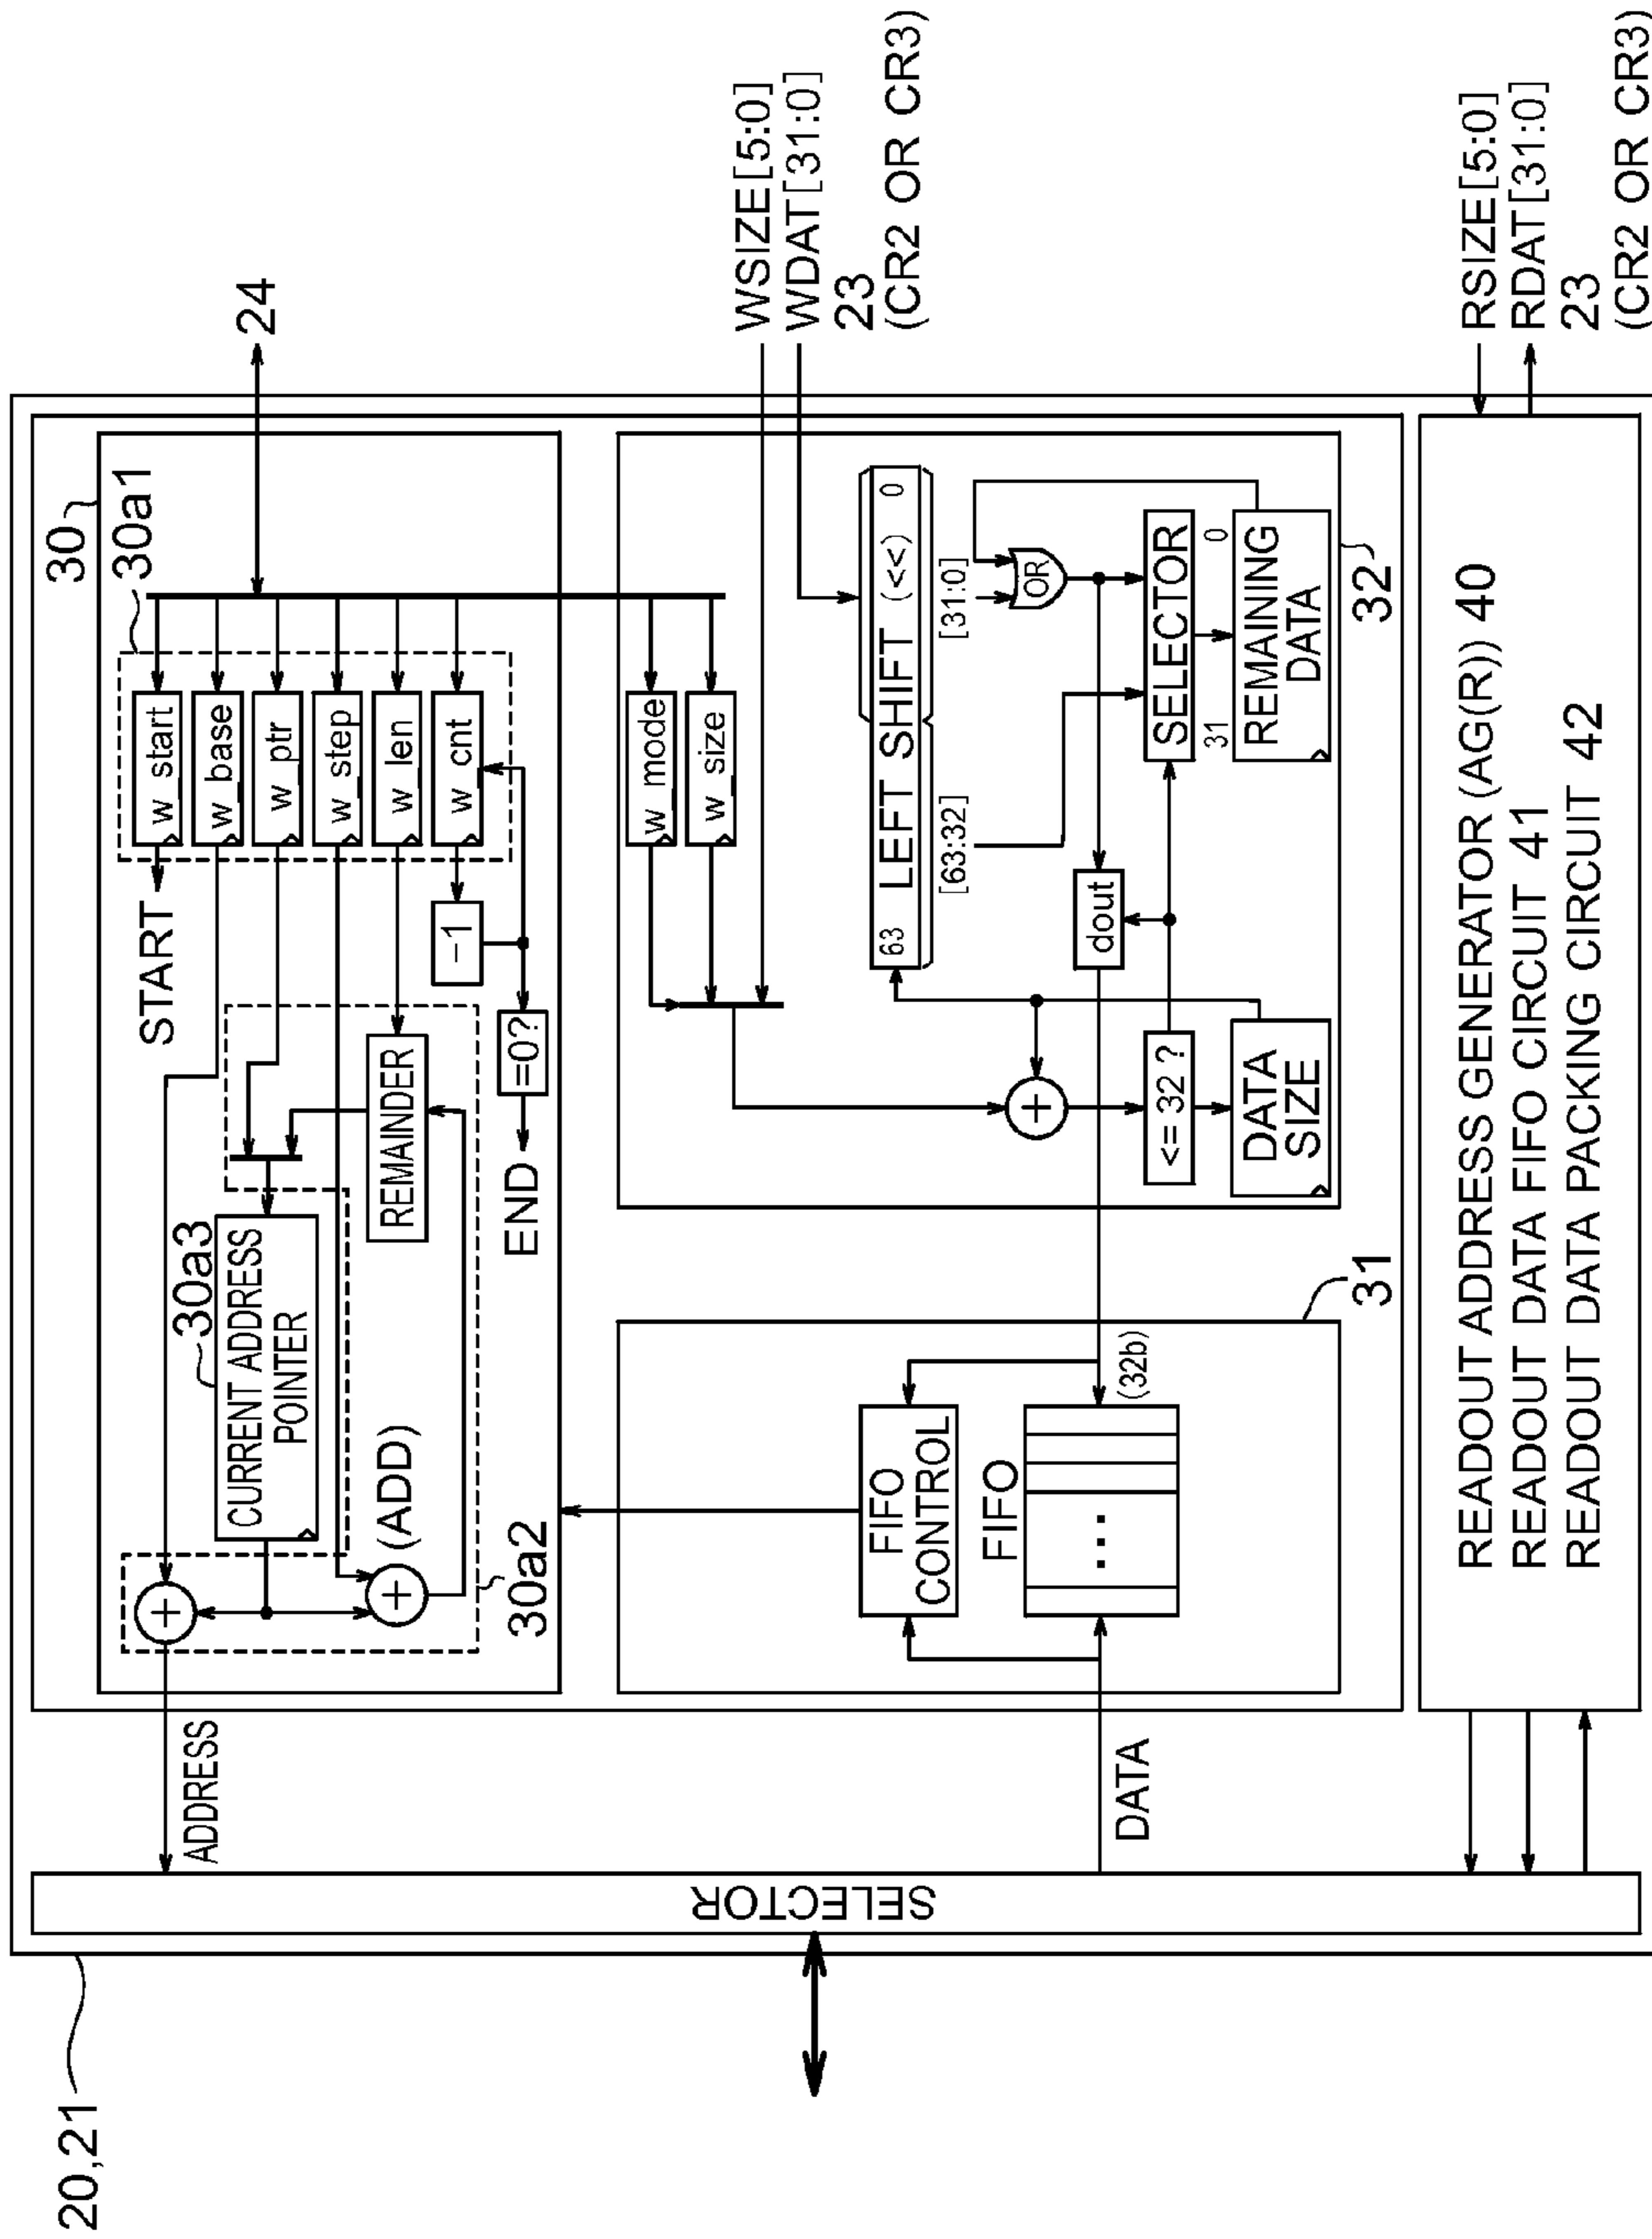 20,21
SELECTOR
ADDRESS
DATA
30
30a1
w_start
w_base
w_ptr
w_step
w_len
w_cnt
START
-1
=0?
END
REMAINDER
30a3
CURRENT ADDRESS
POINTER
(ADD)
+
+
30a2
24
FIFO
CONTROL
FIFO
...
(32b)
31
w_mode
w_size
WSIZE[5:0]
WDAT[31:0]
23
(CR2 OR CR3)
63 LEFT SHIFT (<<) 0
[63:32]
[31:0]
OR
dout
+
<= 32 ?
DATA
SIZE
SELECTOR
31 0
REMAINING
DATA
32
READOUT ADDRESS GENERATOR (AG(R)) 40
READOUT DATA FIFO CIRCUIT 41
READOUT DATA PACKING CIRCUIT 42
RSIZE[5:0]
RDAT[31:0]
23
(CR2 OR CR3)